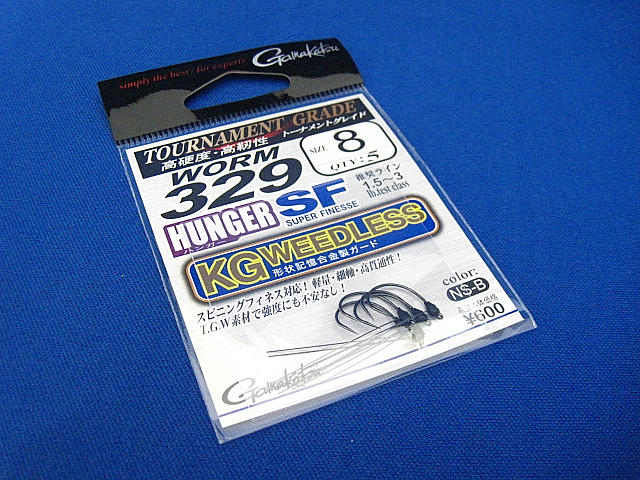 simply the best / for experts
Gamakatsu
TOURNAMENT GRADE
トーナメントグレイド
高硬度・高靭性
WORM
329
SIZE 8
QTY: 5
推奨ライン
1.5～3
lb.test class
HUNGER SF
ハンガー
SUPER FINESSE
KG WEEDLESS
形状記憶合金製ガード
スピニングフィネス対応! 軽量・細軸・高貫通性!
T.G.W素材で強度にも不安なし!
color:
NS-B
¥600
Gamakatsu